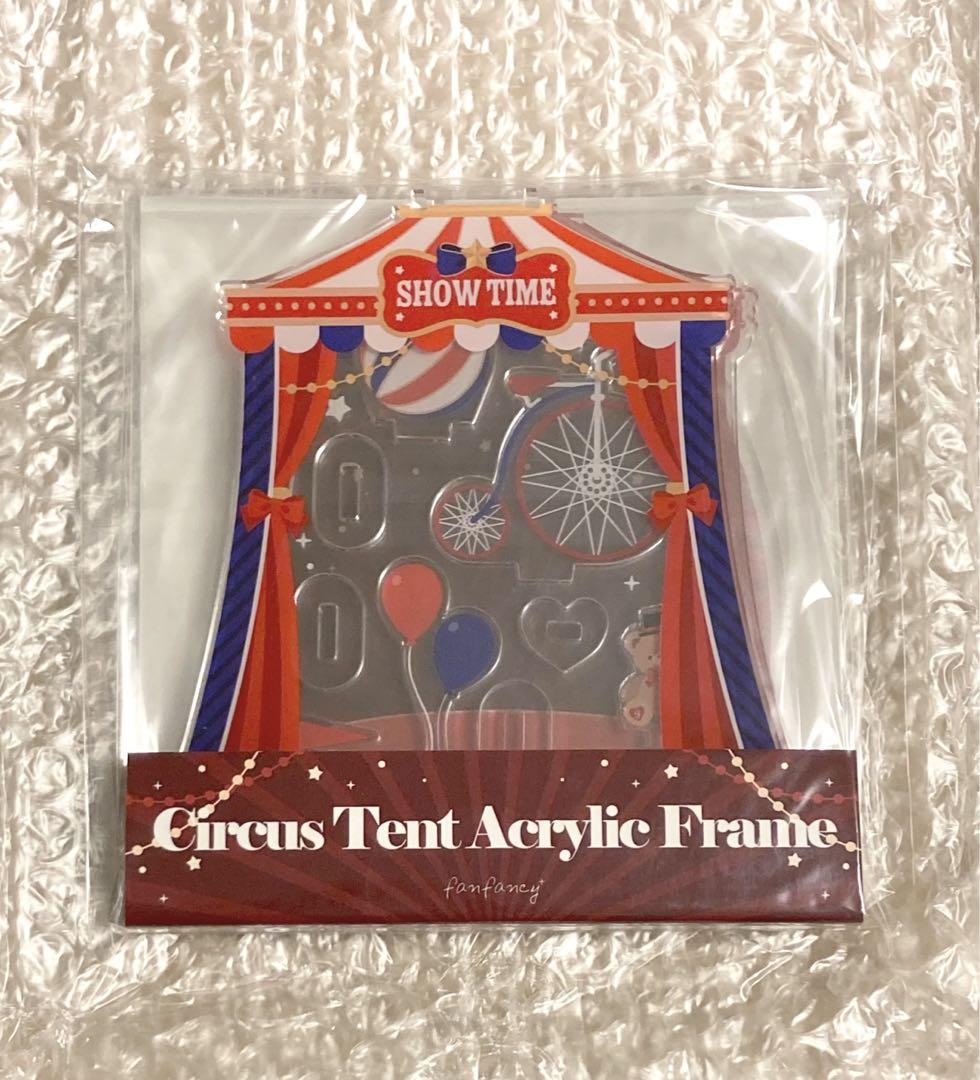 SHOW TIME
Circus Tent Acrylic Frame
fanfancy+